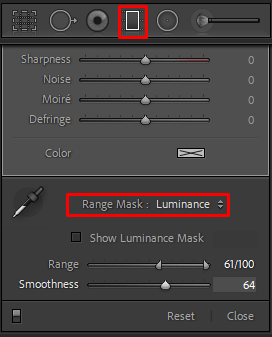 Sharpness 0
Noise 0
Moiré 0
Defringe 0
Color
Range Mask : Luminance
Show Luminance Mask
Range 61/100
Smoothness 64
Reset Close